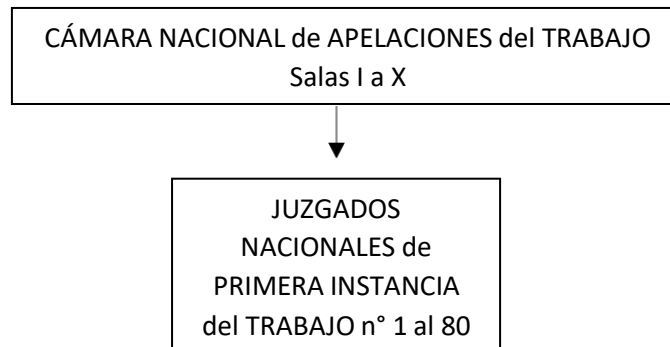 CÁMARA NACIONAL de APELACIONES del TRABAJO
Salas I a X
JUZGADOS
NACIONALES de
PRIMERA INSTANCIA
del TRABAJO n° 1 al 80